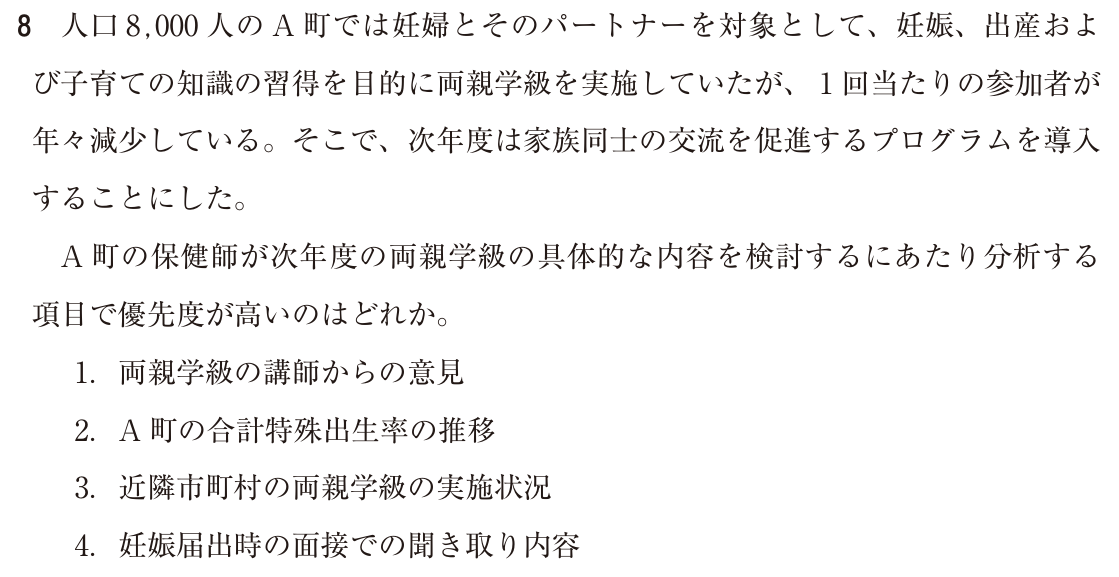 8 人口 8,000 人の A 町では妊婦とそのパートナーを対象として、妊娠、出産およ
び子育ての知識の習得を目的に両親学級を実施していたが、1 回当たりの参加者が
年々減少している。そこで、次年度は家族同士の交流を促進するプログラムを導入
することにした。
A 町の保健師が次年度の両親学級の具体的な内容を検討するにあたり分析する
項目で優先度が高いのはどれか。
1. 両親学級の講師からの意見
2. A 町の合計特殊出生率の推移
3. 近隣市町村の両親学級の実施状況
4. 妊娠届出時の面接での聞き取り内容